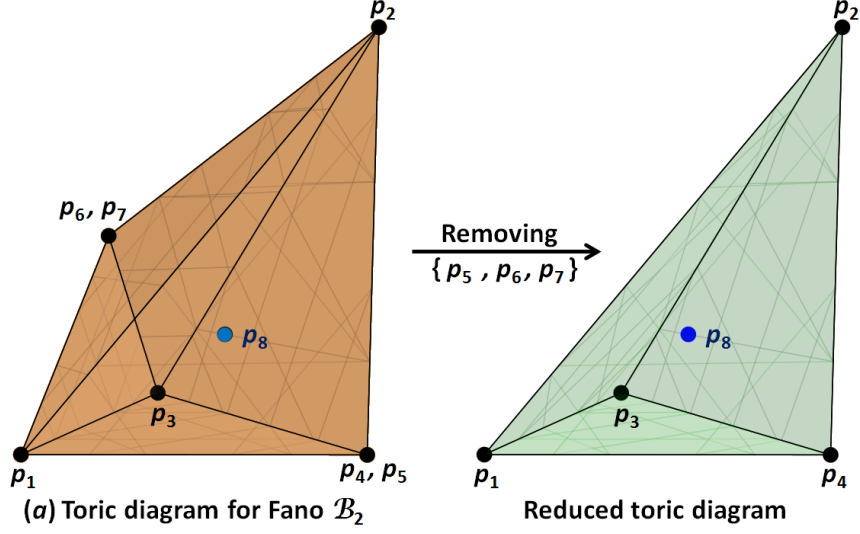 p₂
p₆, p₇
p₈
p₃
p₁
p₄, p₅
(a) Toric diagram for Fano ℬ₂
Removing
{ p₅ , p₆, p₇ }
p₂
p₈
p₃
p₁
p₄
Reduced toric diagram